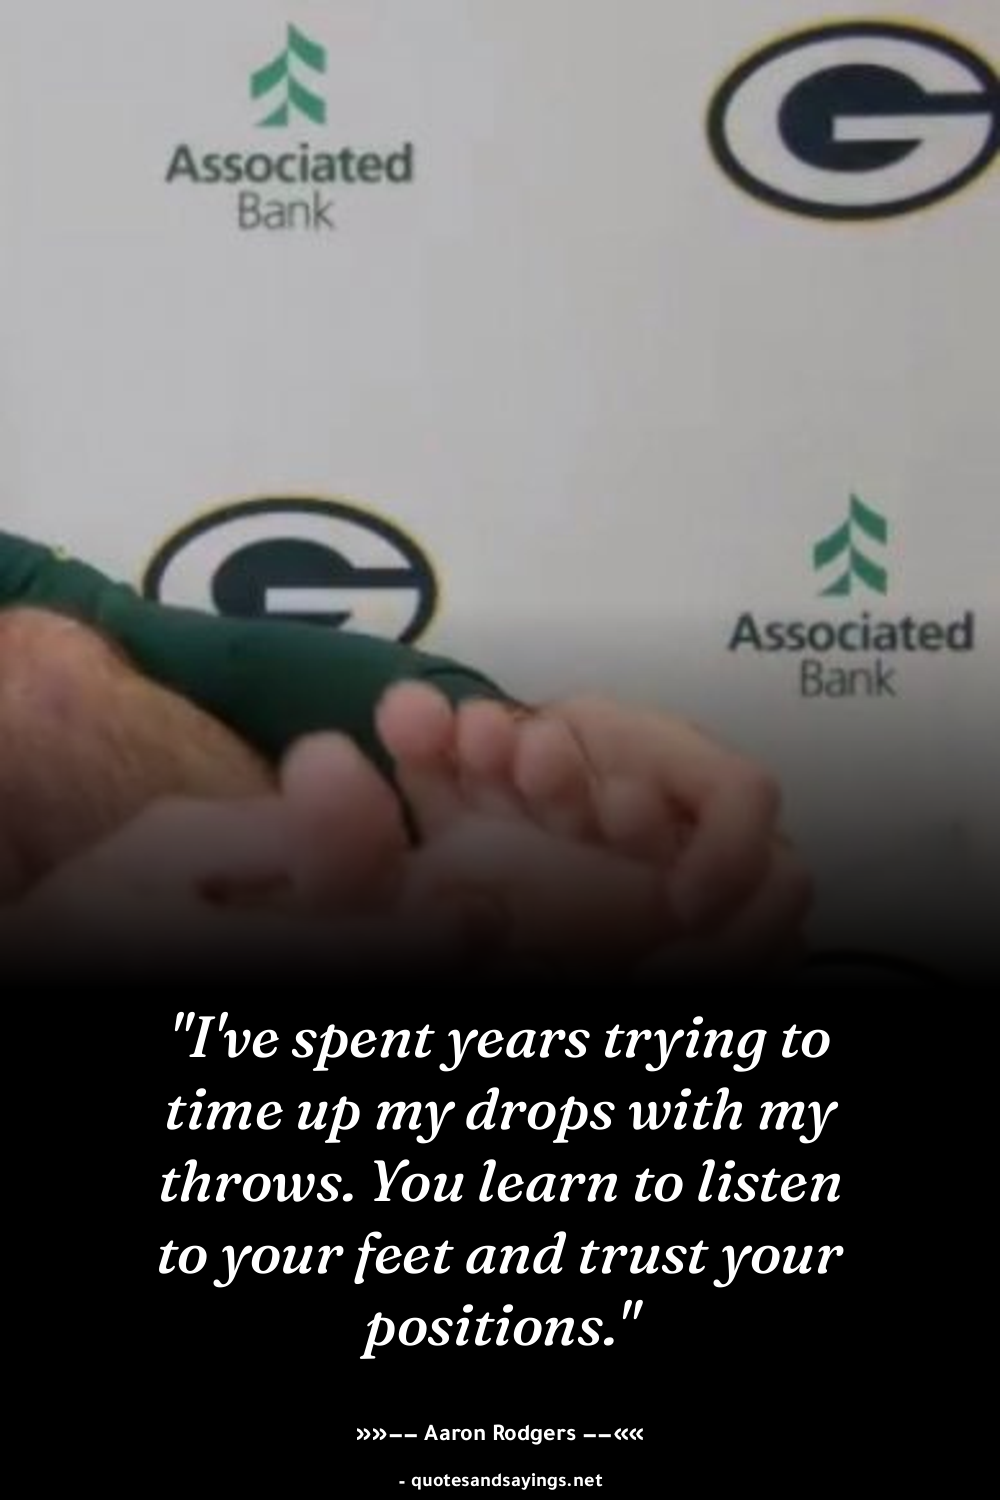 Associated
Bank
G
G
Associated
Bank
"I've spent years trying to
time up my drops with my
throws. You learn to listen
to your feet and trust your
positions."
»»−− Aaron Rodgers −−««
- quotesandsayings.net